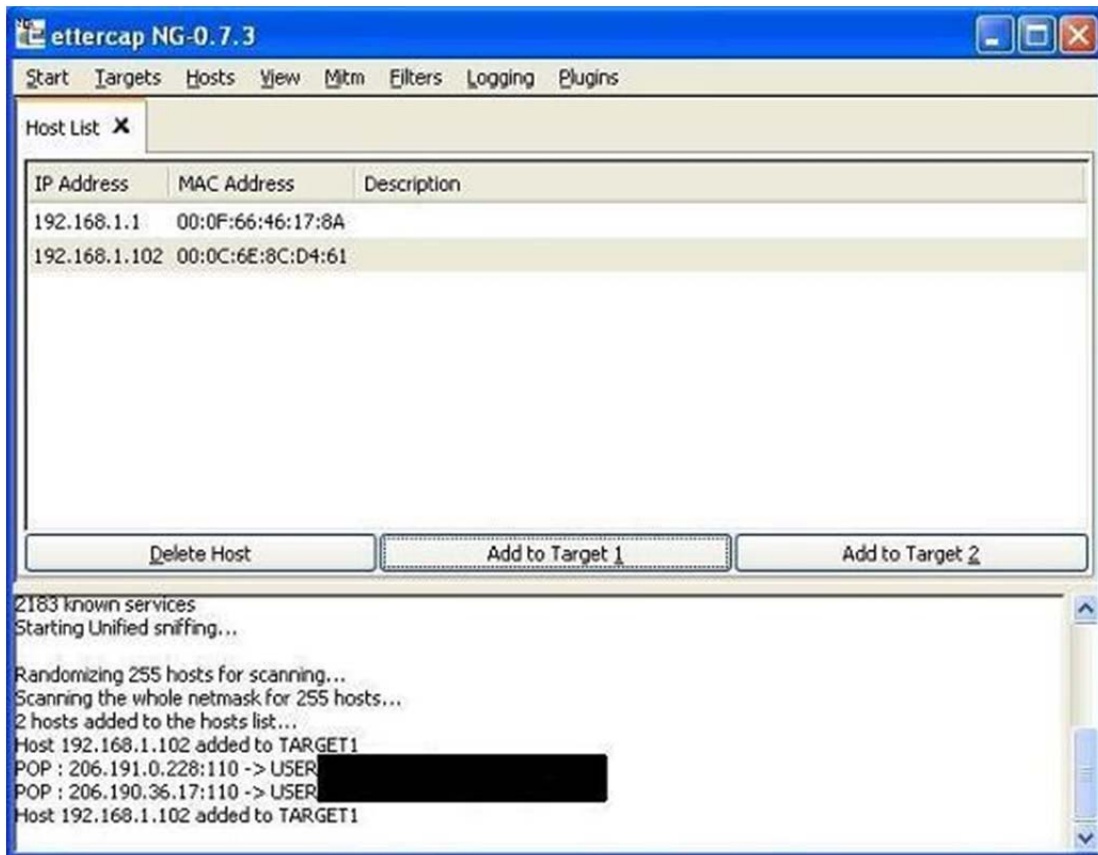 ettercap NG-0.7.3
Start Targets Hosts View Mitm Filters Logging Plugins
Host List X
IP Address MAC Address Description
192.168.1.1 00:0F:66:46:17:8A
192.168.1.102 00:0C:6E:8C:D4:61
Delete Host Add to Target 1 Add to Target 2
2183 known services
Starting Unified sniffing...
Randomizing 255 hosts for scanning...
Scanning the whole netmask for 255 hosts...
2 hosts added to the hosts list...
Host 192.168.1.102 added to TARGET1
POP : 206.191.0.228:110 -> USER
POP : 206.190.36.17:110 -> USER
Host 192.168.1.102 added to TARGET1